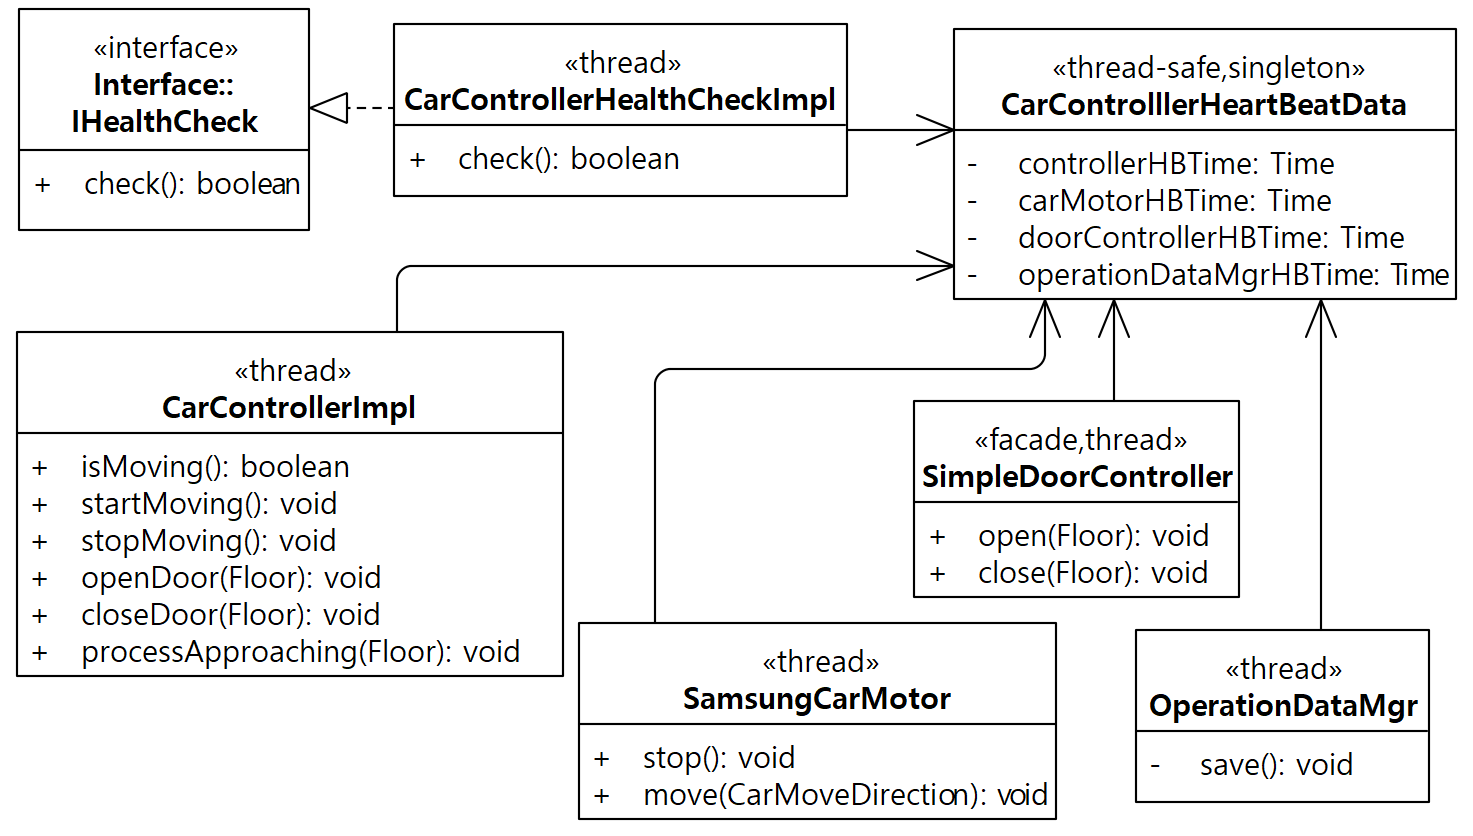 «interface»
Interface::
IHealthCheck
+ check(): boolean
«thread»
CarControllerHealthCheckImpl
+ check(): boolean
«thread-safe,singleton»
CarControlllerHeartBeatData
- controllerHBTime: Time
- carMotorHBTime: Time
- doorControllerHBTime: Time
- operationDataMgrHBTime: Time
«thread»
CarControllerImpl
+ isMoving(): boolean
+ startMoving(): void
+ stopMoving(): void
+ openDoor(Floor): void
+ closeDoor(Floor): void
+ processApproaching(Floor): void
«facade,thread»
SimpleDoorController
+ open(Floor): void
+ close(Floor): void
«thread»
SamsungCarMotor
+ stop(): void
+ move(CarMoveDirection): void
«thread»
OperationDataMgr
- save(): void